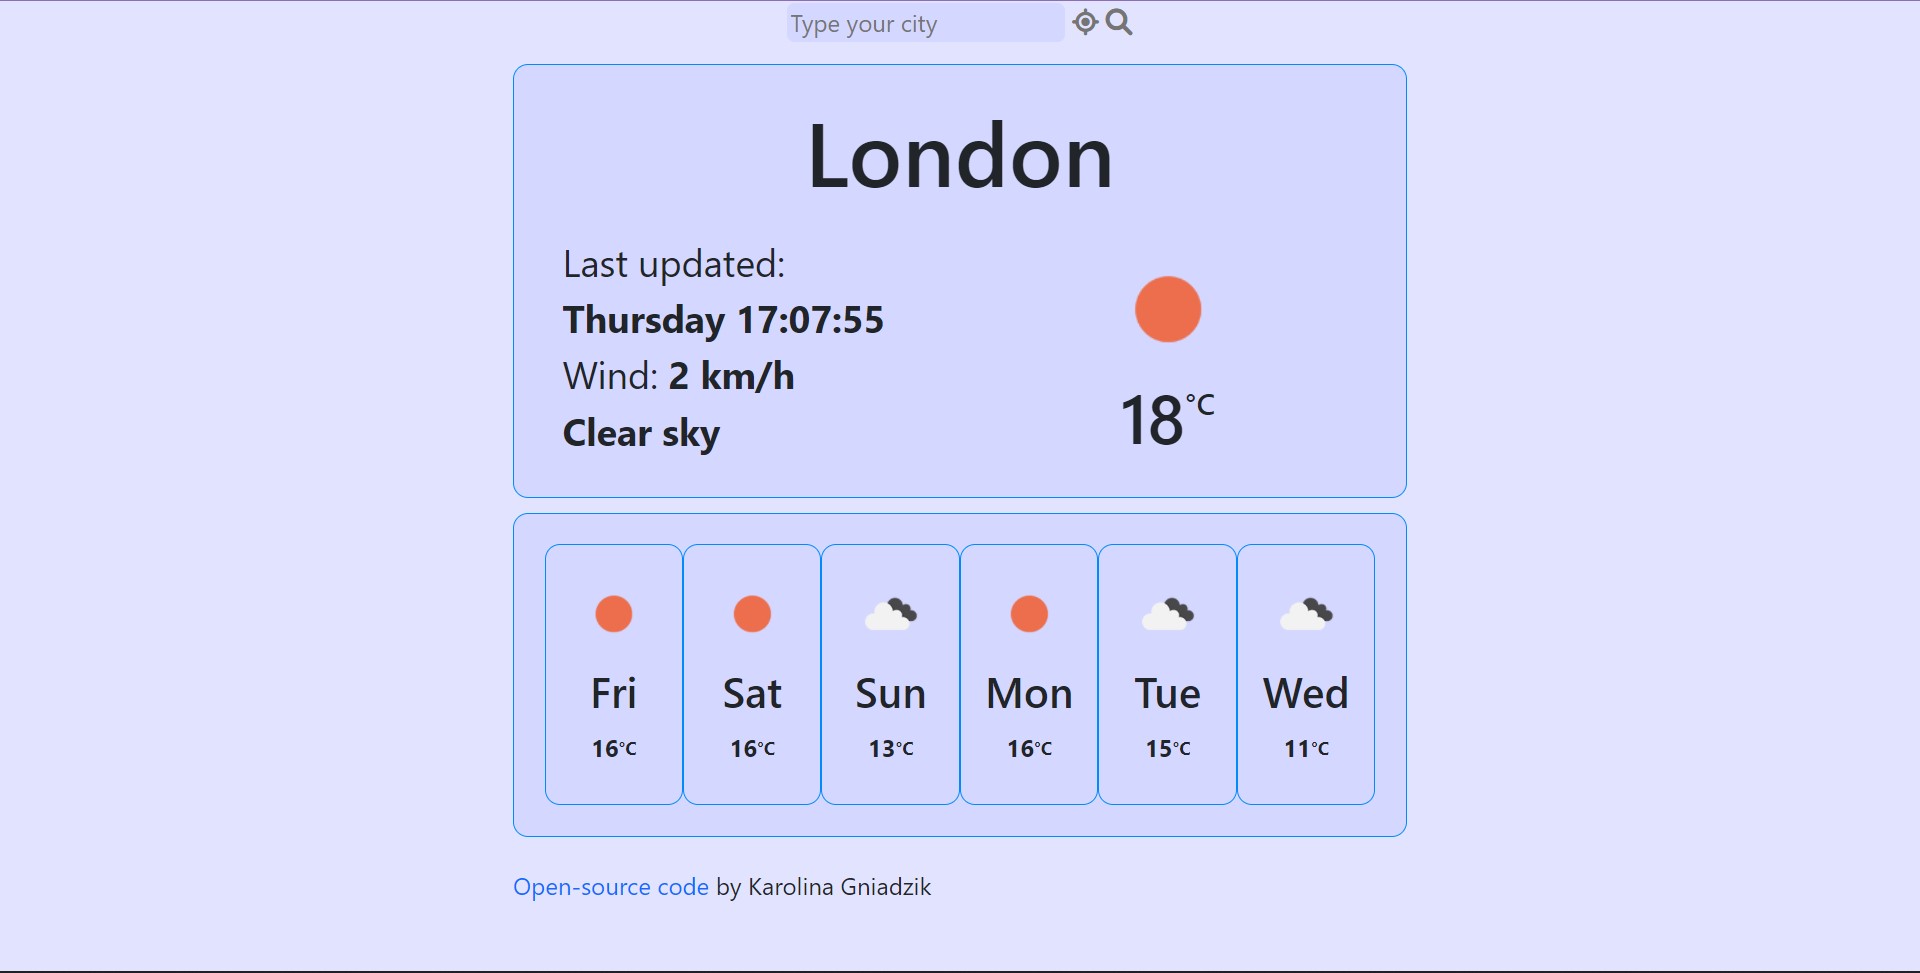 Type your city
London
Last updated:
Thursday 17:07:55
Wind: 2 km/h
Clear sky
18°C
Fri Sat Sun Mon Tue Wed
16°C 16°C 13°C 16°C 15°C 11°C
Open-source code by Karolina Gniadzik